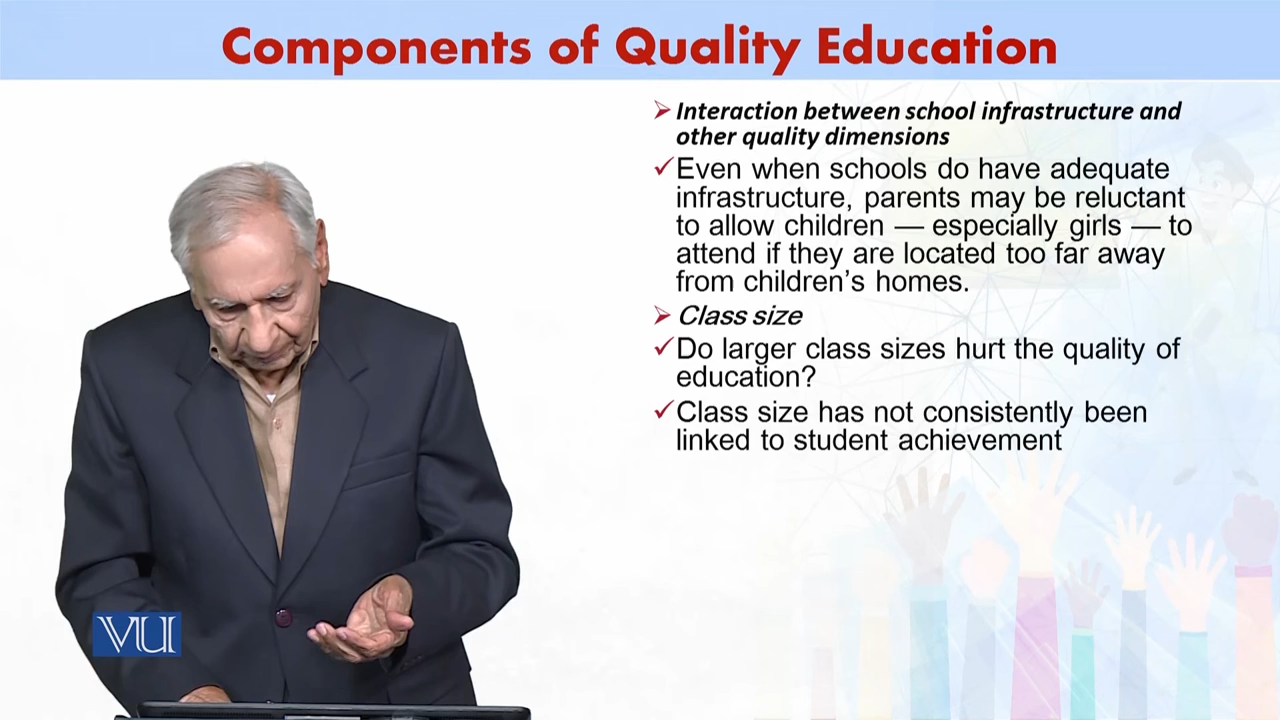 Components of Quality Education
➢ Interaction between school infrastructure and
other quality dimensions
✓Even when schools do have adequate
infrastructure, parents may be reluctant
to allow children — especially girls — to
attend if they are located too far away
from children’s homes.
➢ Class size
✓Do larger class sizes hurt the quality of
education?
✓Class size has not consistently been
linked to student achievement
VU